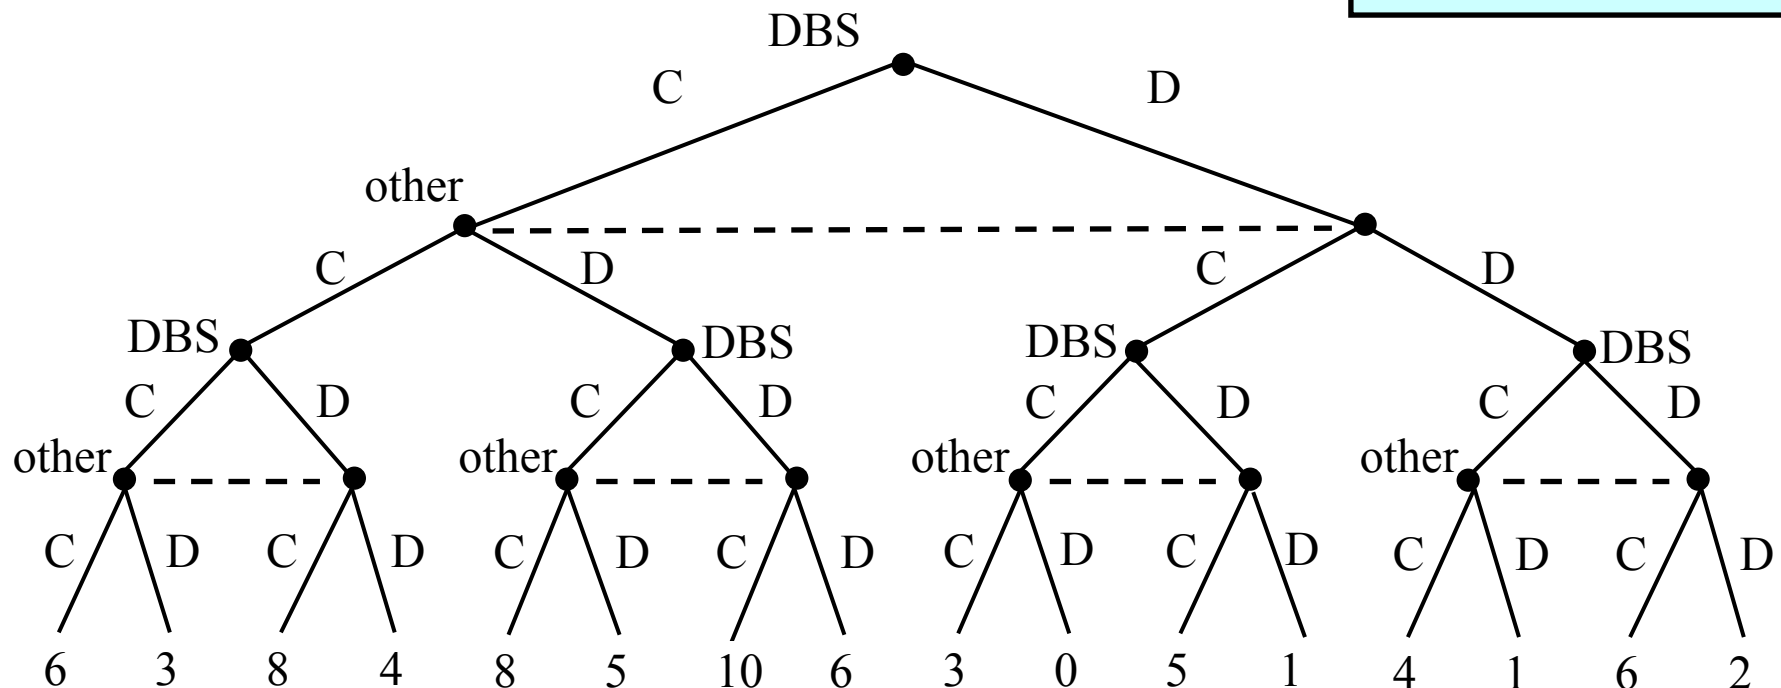 DBS
C D
other
C D C D
DBS DBS DBS DBS
C D C D C D C D
other other other other
C D C D C D C D C D C D C D C D
6 3 8 4 8 5 10 6 3 0 5 1 4 1 6 2